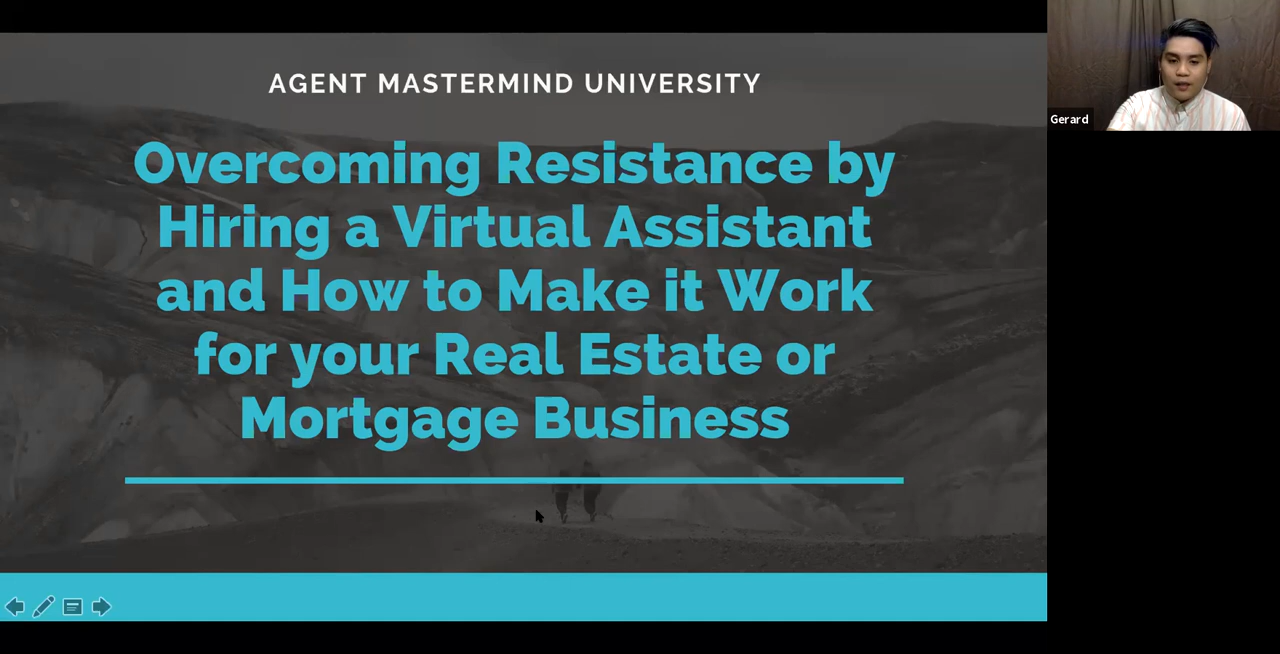 AGENT MASTERMIND UNIVERSITY
Overcoming Resistance by
Hiring a Virtual Assistant
and How to Make it Work
for your Real Estate or
Mortgage Business
Gerard